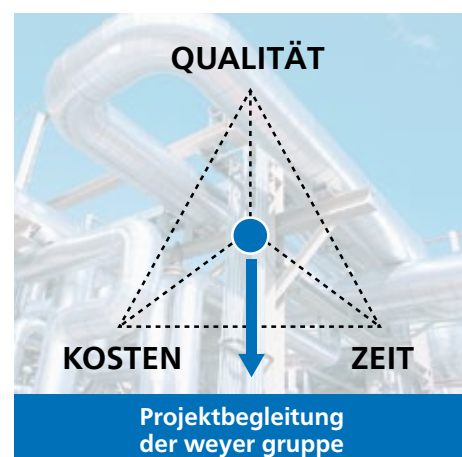 QUALITÄT
KOSTEN ZEIT
Projektbegleitung
der weyer gruppe